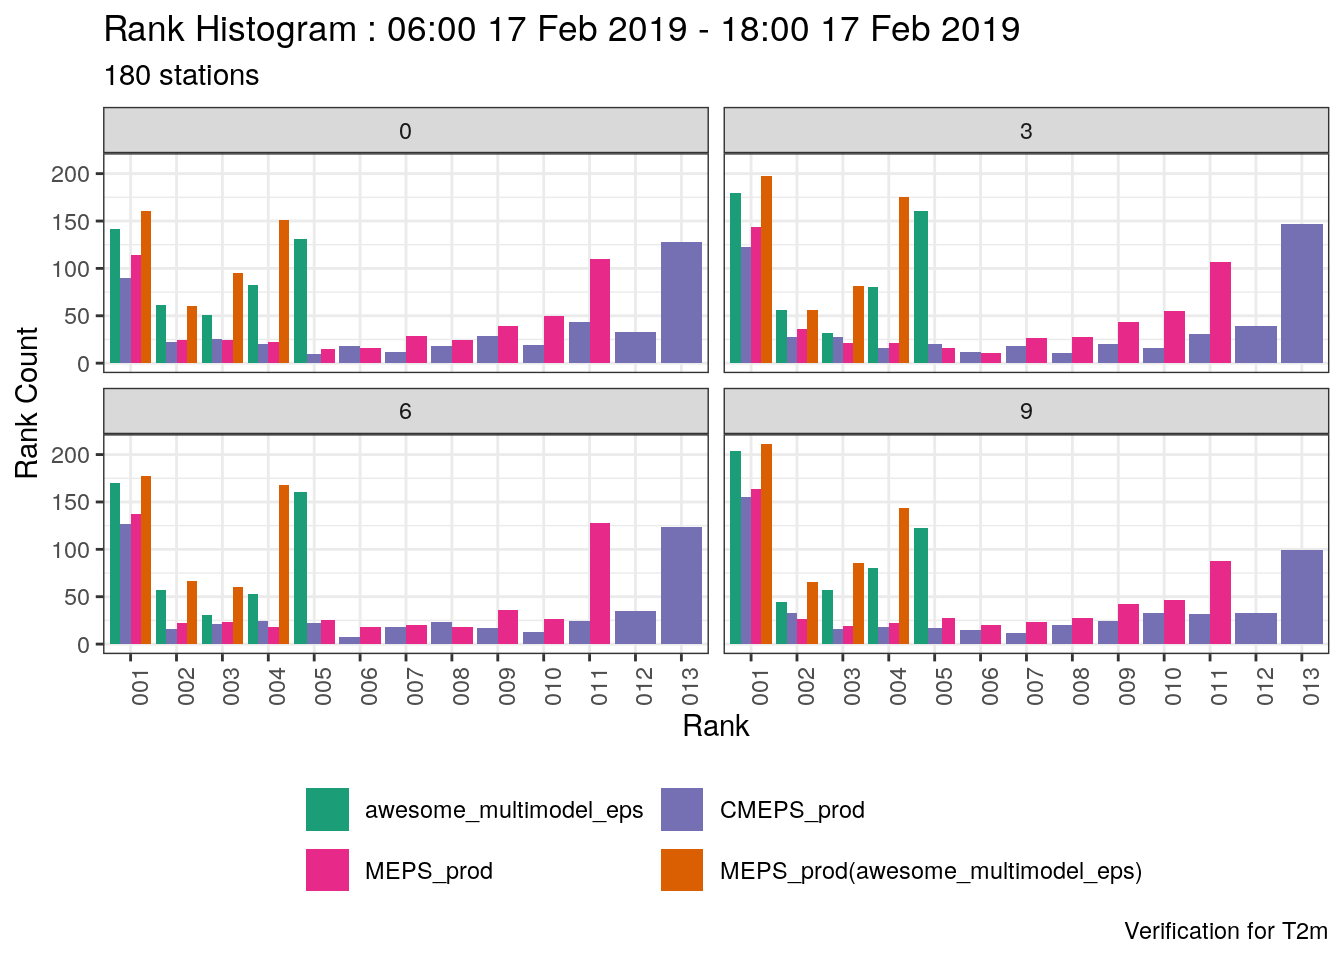 Rank Histogram : 06:00 17 Feb 2019 - 18:00 17 Feb 2019
180 stations
0
3
200
150
100
50
0
6
9
200
150
100
50
0
Rank Count
001 002 003 004 005 006 007 008 009 010 011 012 013
001 002 003 004 005 006 007 008 009 010 011 012 013
Rank
awesome_multimodel_eps
CMEPS_prod
MEPS_prod
MEPS_prod(awesome_multimodel_eps)
Verification for T2m